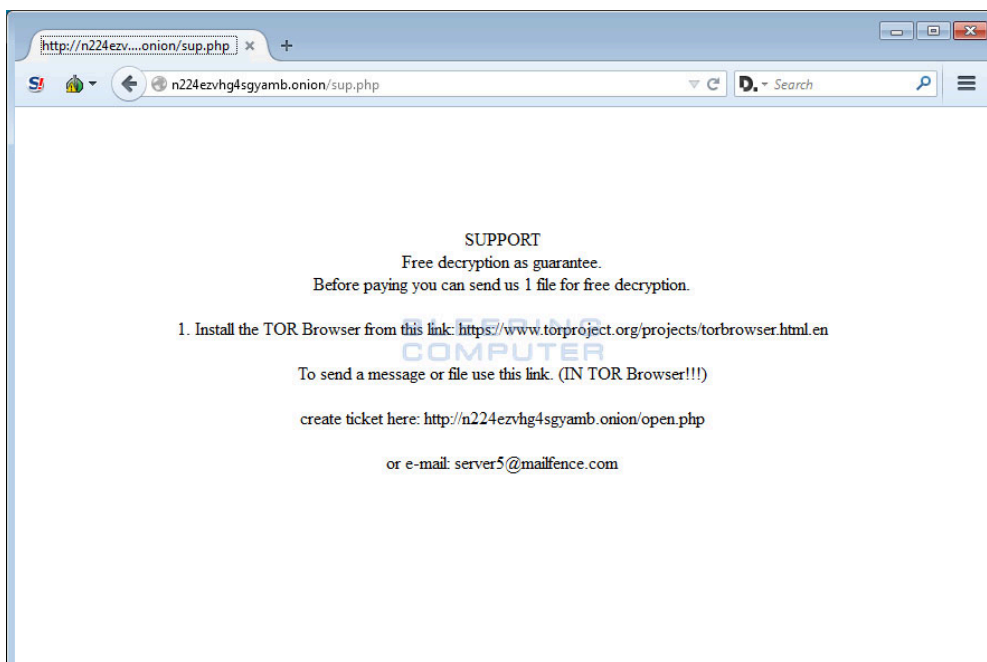 http://n224ezv....onion/sup.php
S!
n224ezvhg4sgyamb.onion/sup.php
D. Search
SUPPORT
Free decryption as guarantee.
Before paying you can send us 1 file for free decryption.
1. Install the TOR Browser from this link: https://www.torproject.org/projects/torbrowser.html.en
BLEEPING
COMPUTER
To send a message or file use this link. (IN TOR Browser!!!)
create ticket here: http://n224ezvhg4sgyamb.onion/open.php
or e-mail: server5@mailfence.com